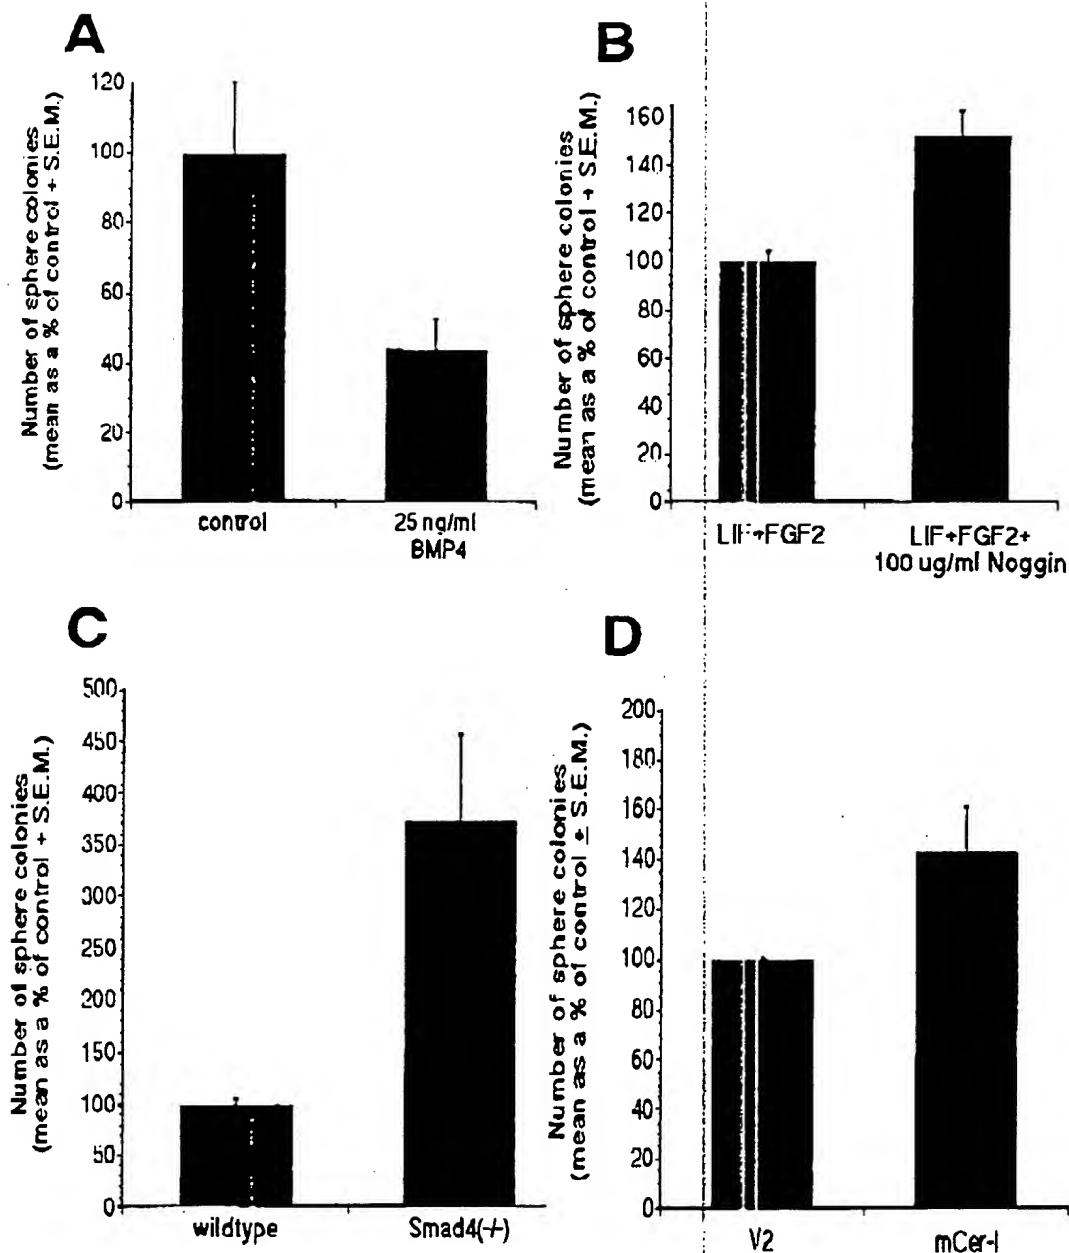 A
Number of sphere colonies
(mean as a % of control + S.E.M.)
120
100
80
60
40
20
0
control
25 ng/ml
BMP4
B
Number of sphere colonies
(mean as a % of control + S.E.M.)
160
140
120
100
80
60
40
20
0
LIF+FGF2
LIF+FGF2+
100 ug/ml Noggin
C
Number of sphere colonies
(mean as a % of control + S.E.M.)
500
450
400
350
300
250
200
150
100
50
0
wildtype
Smad4(-/-)
D
Number of sphere colonies
(mean as a % of control ± S.E.M.)
200
180
160
140
120
100
80
60
40
20
0
V2
mCer-l